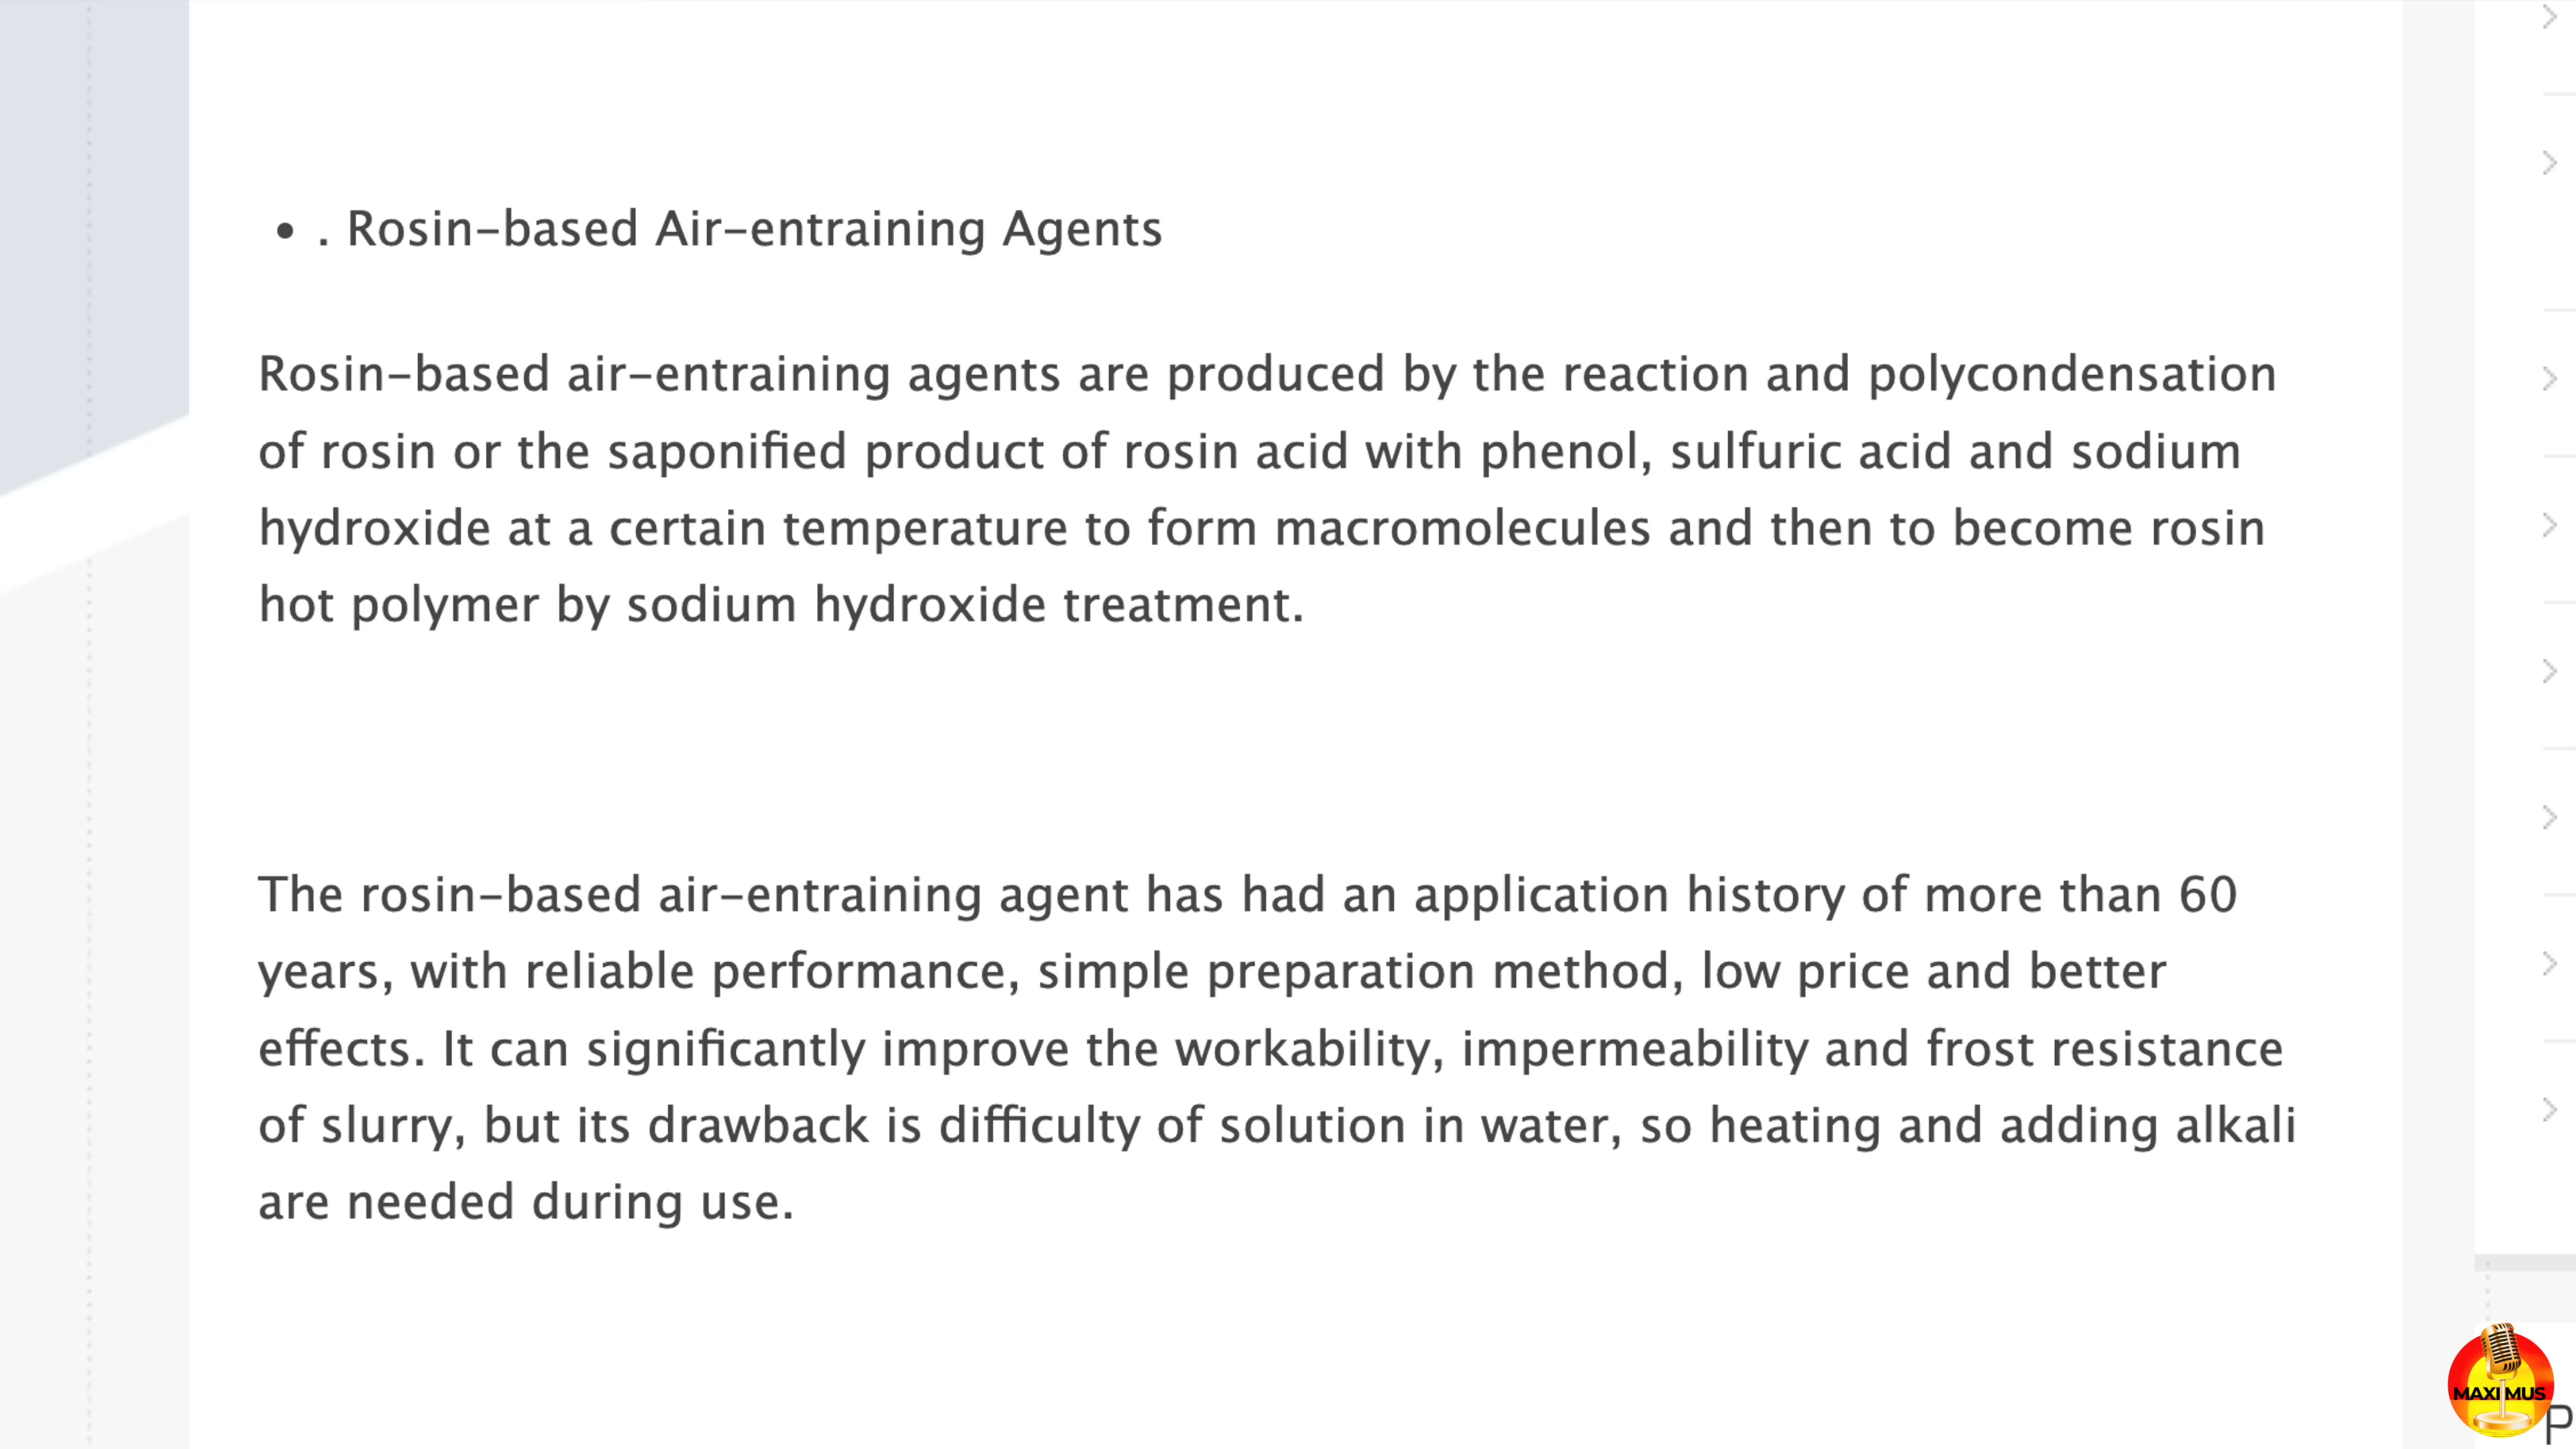 • . Rosin-based Air-entraining Agents
Rosin-based air-entraining agents are produced by the reaction and polycondensation
of rosin or the saponified product of rosin acid with phenol, sulfuric acid and sodium
hydroxide at a certain temperature to form macromolecules and then to become rosin
hot polymer by sodium hydroxide treatment.
The rosin-based air-entraining agent has had an application history of more than 60
years, with reliable performance, simple preparation method, low price and better
effects. It can significantly improve the workability, impermeability and frost resistance
of slurry, but its drawback is difficulty of solution in water, so heating and adding alkali
are needed during use.
MAXIMUS
P